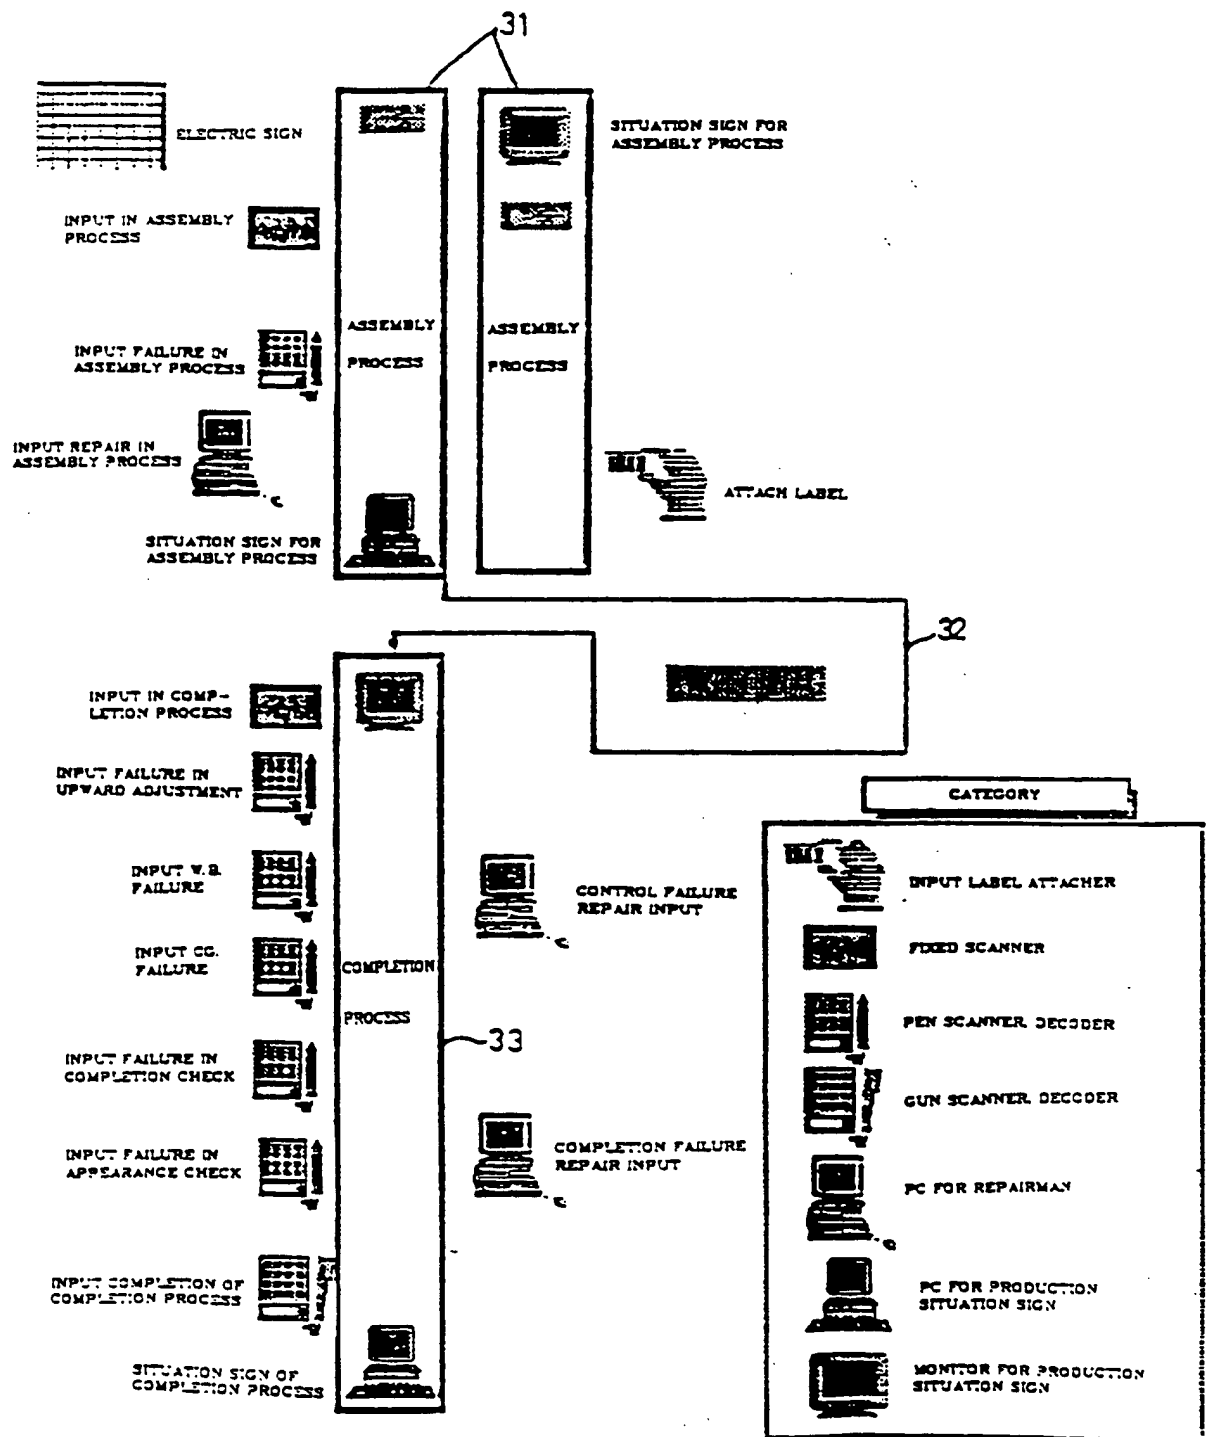 31
ELECTRIC SIGN
SITUATION SIGN FOR
ASSEMBLY PROCESS
INPUT IN ASSEMBLY
PROCESS
ASSEMBLY
PROCESS
ASSEMBLY
PROCESS
INPUT FAILURE IN
ASSEMBLY PROCESS
INPUT REPAIR IN
ASSEMBLY PROCESS
ATTACH LABEL
SITUATION SIGN FOR
ASSEMBLY PROCESS
32
INPUT IN COMP-
LETION PROCESS
INPUT FAILURE IN
UPWARD ADJUSTMENT
INPUT W.B.
FAILURE
INPUT CG.
FAILURE
COMPLETION
PROCESS
33
INPUT FAILURE IN
COMPLETION CHECK
INPUT FAILURE IN
APPEARANCE CHECK
INPUT COMPLETION OF
COMPLETION PROCESS
SITUATION SIGN OF
COMPLETION PROCESS
CONTROL FAILURE
REPAIR INPUT
COMPLETION FAILURE
REPAIR INPUT
CATEGORY
INPUT LABEL ATTACHER
FIXED SCANNER
PEN SCANNER, DECODER
GUN SCANNER, DECODER
PC FOR REPAIRMAN
PC FOR PRODUCTION
SITUATION SIGN
MONITOR FOR PRODUCTION
SITUATION SIGN